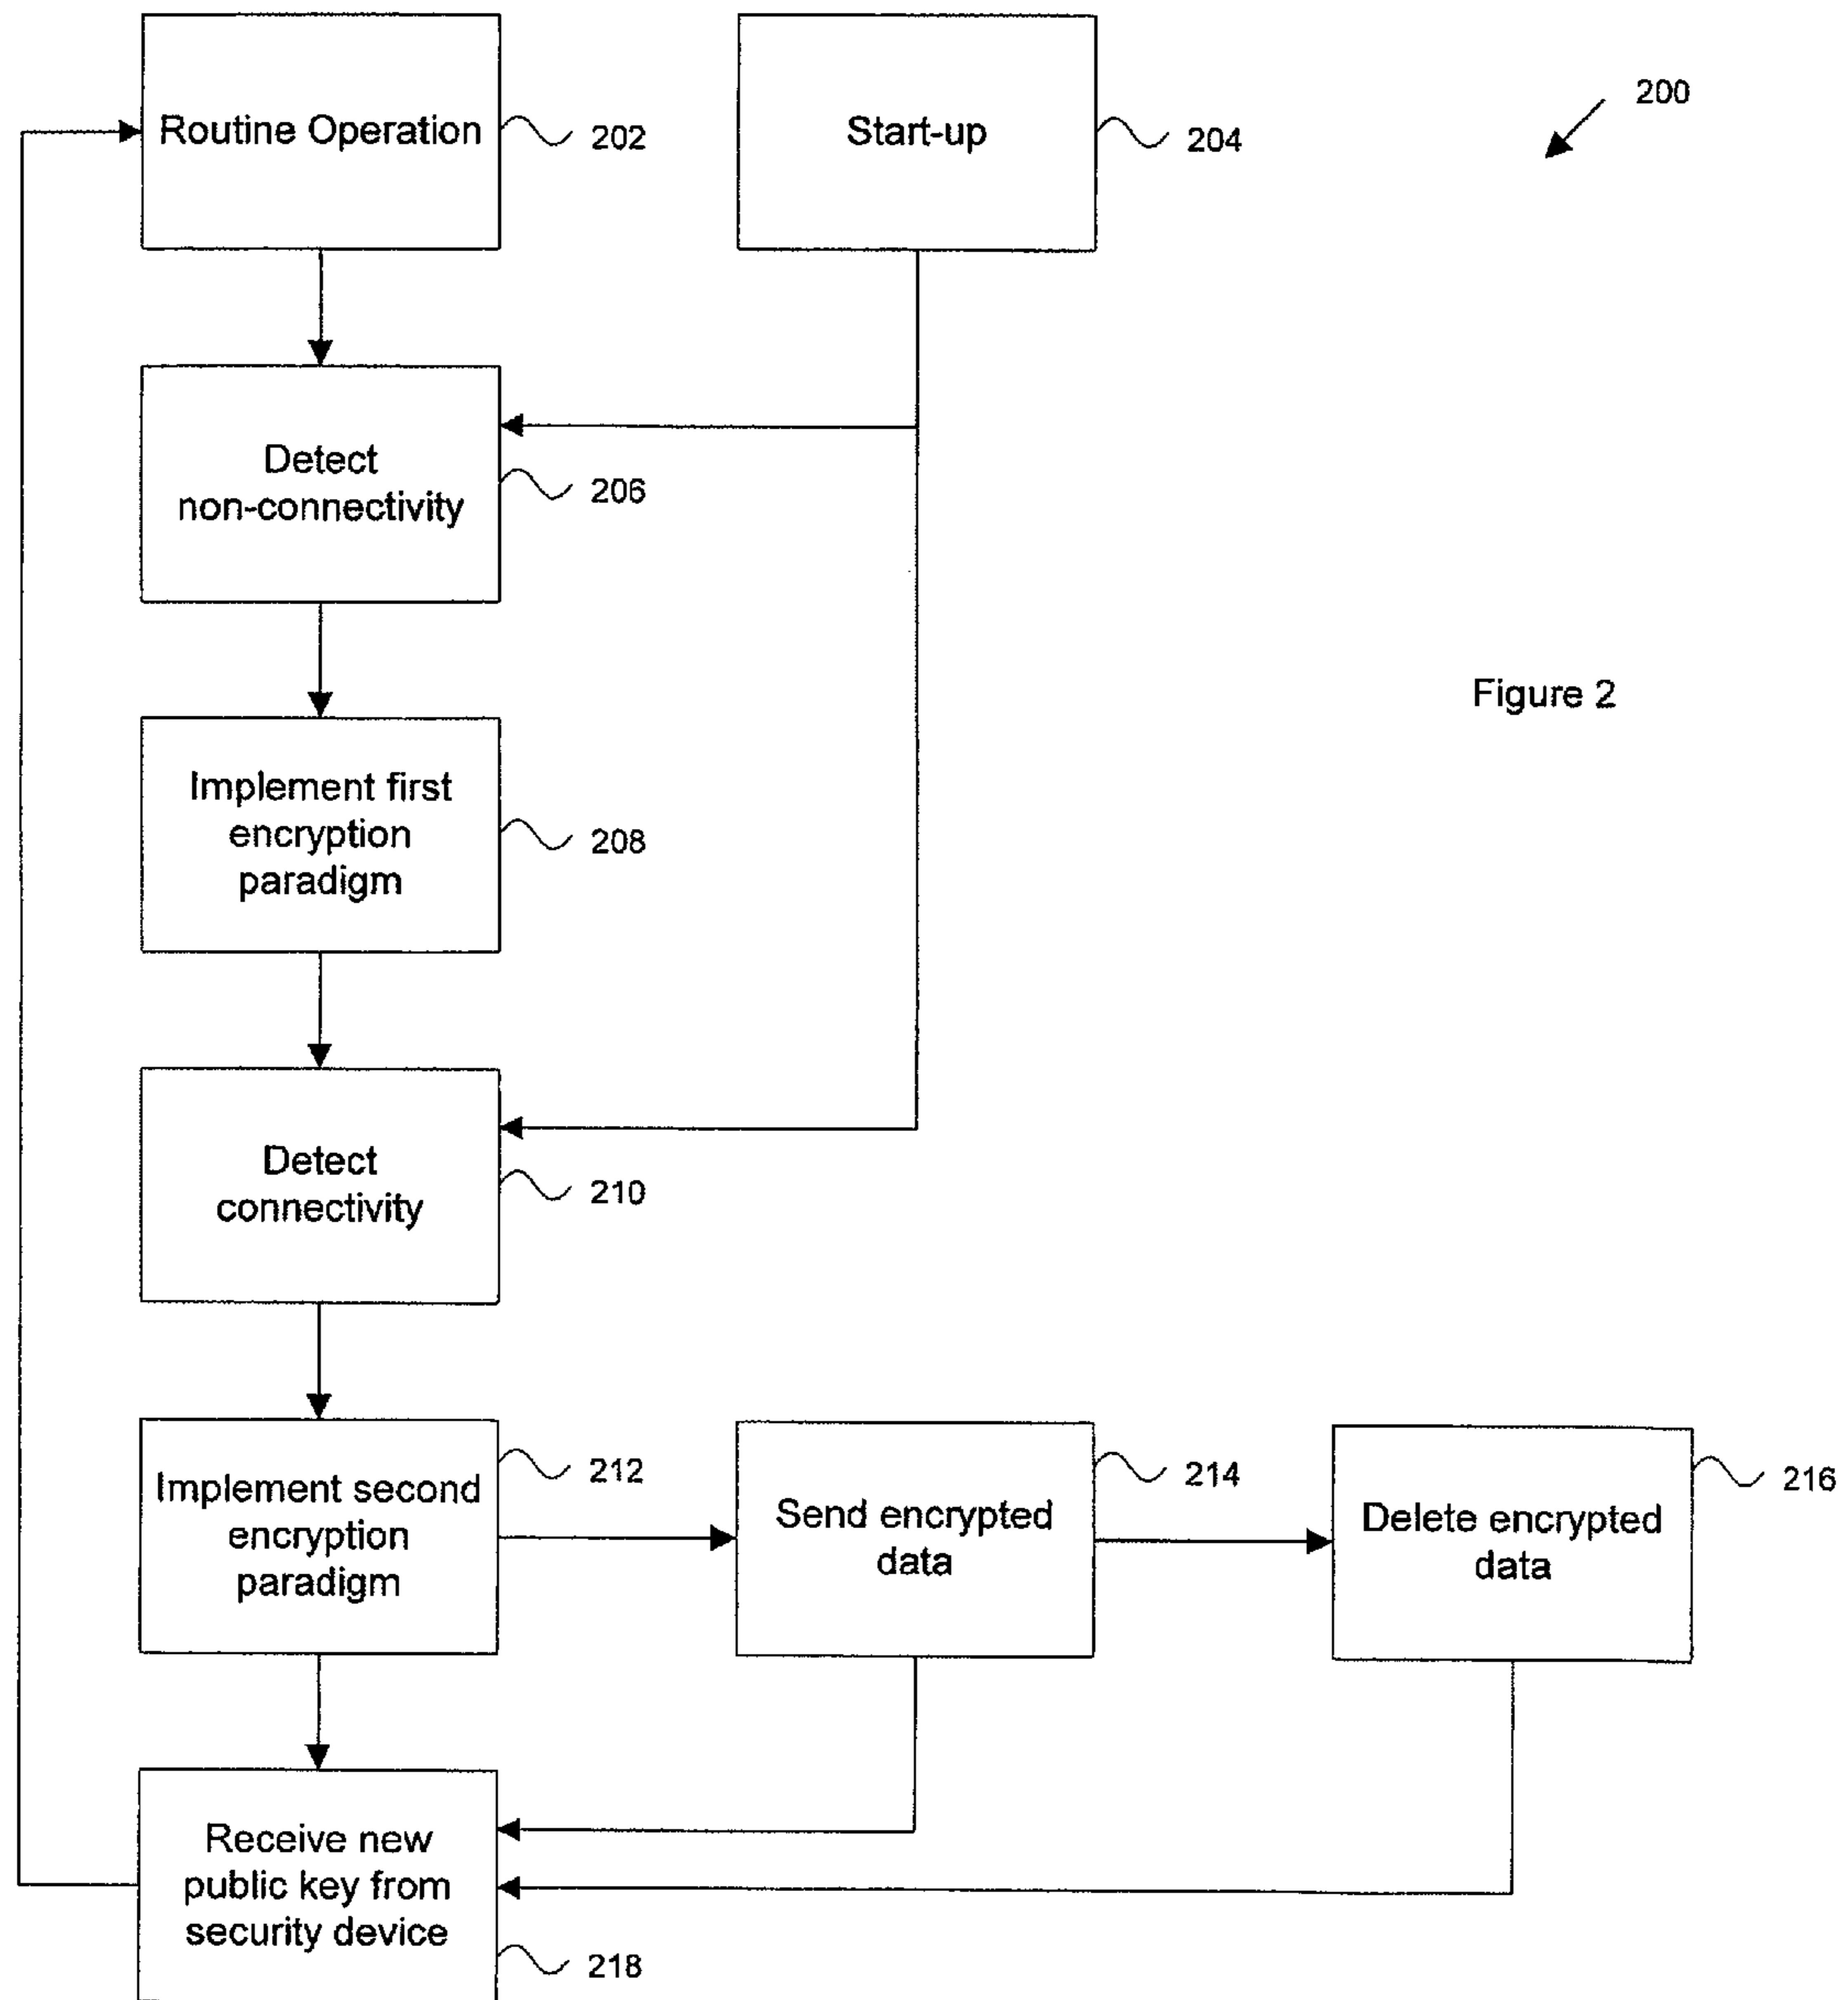 Routine Operation
202
Start-up
204
200
Detect
non-connectivity
206
Figure 2
Implement first
encryption
paradigm
208
Detect
connectivity
210
Implement second
encryption
paradigm
212
Send encrypted
data
214
Delete encrypted
data
216
Receive new
public key from
security device
218